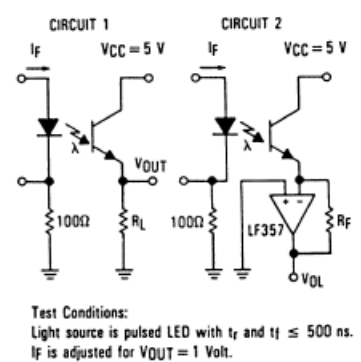 CIRCUIT 1 CIRCUIT 2
IF VCC = 5 V IF VCC = 5 V
λ λ
VOUT
+ −
100Ω RL 100Ω LF357 RF
VOL
Test Conditions:
Light source is pulsed LED with tr and tf ≤ 500 ns.
IF is adjusted for VOUT = 1 Volt.